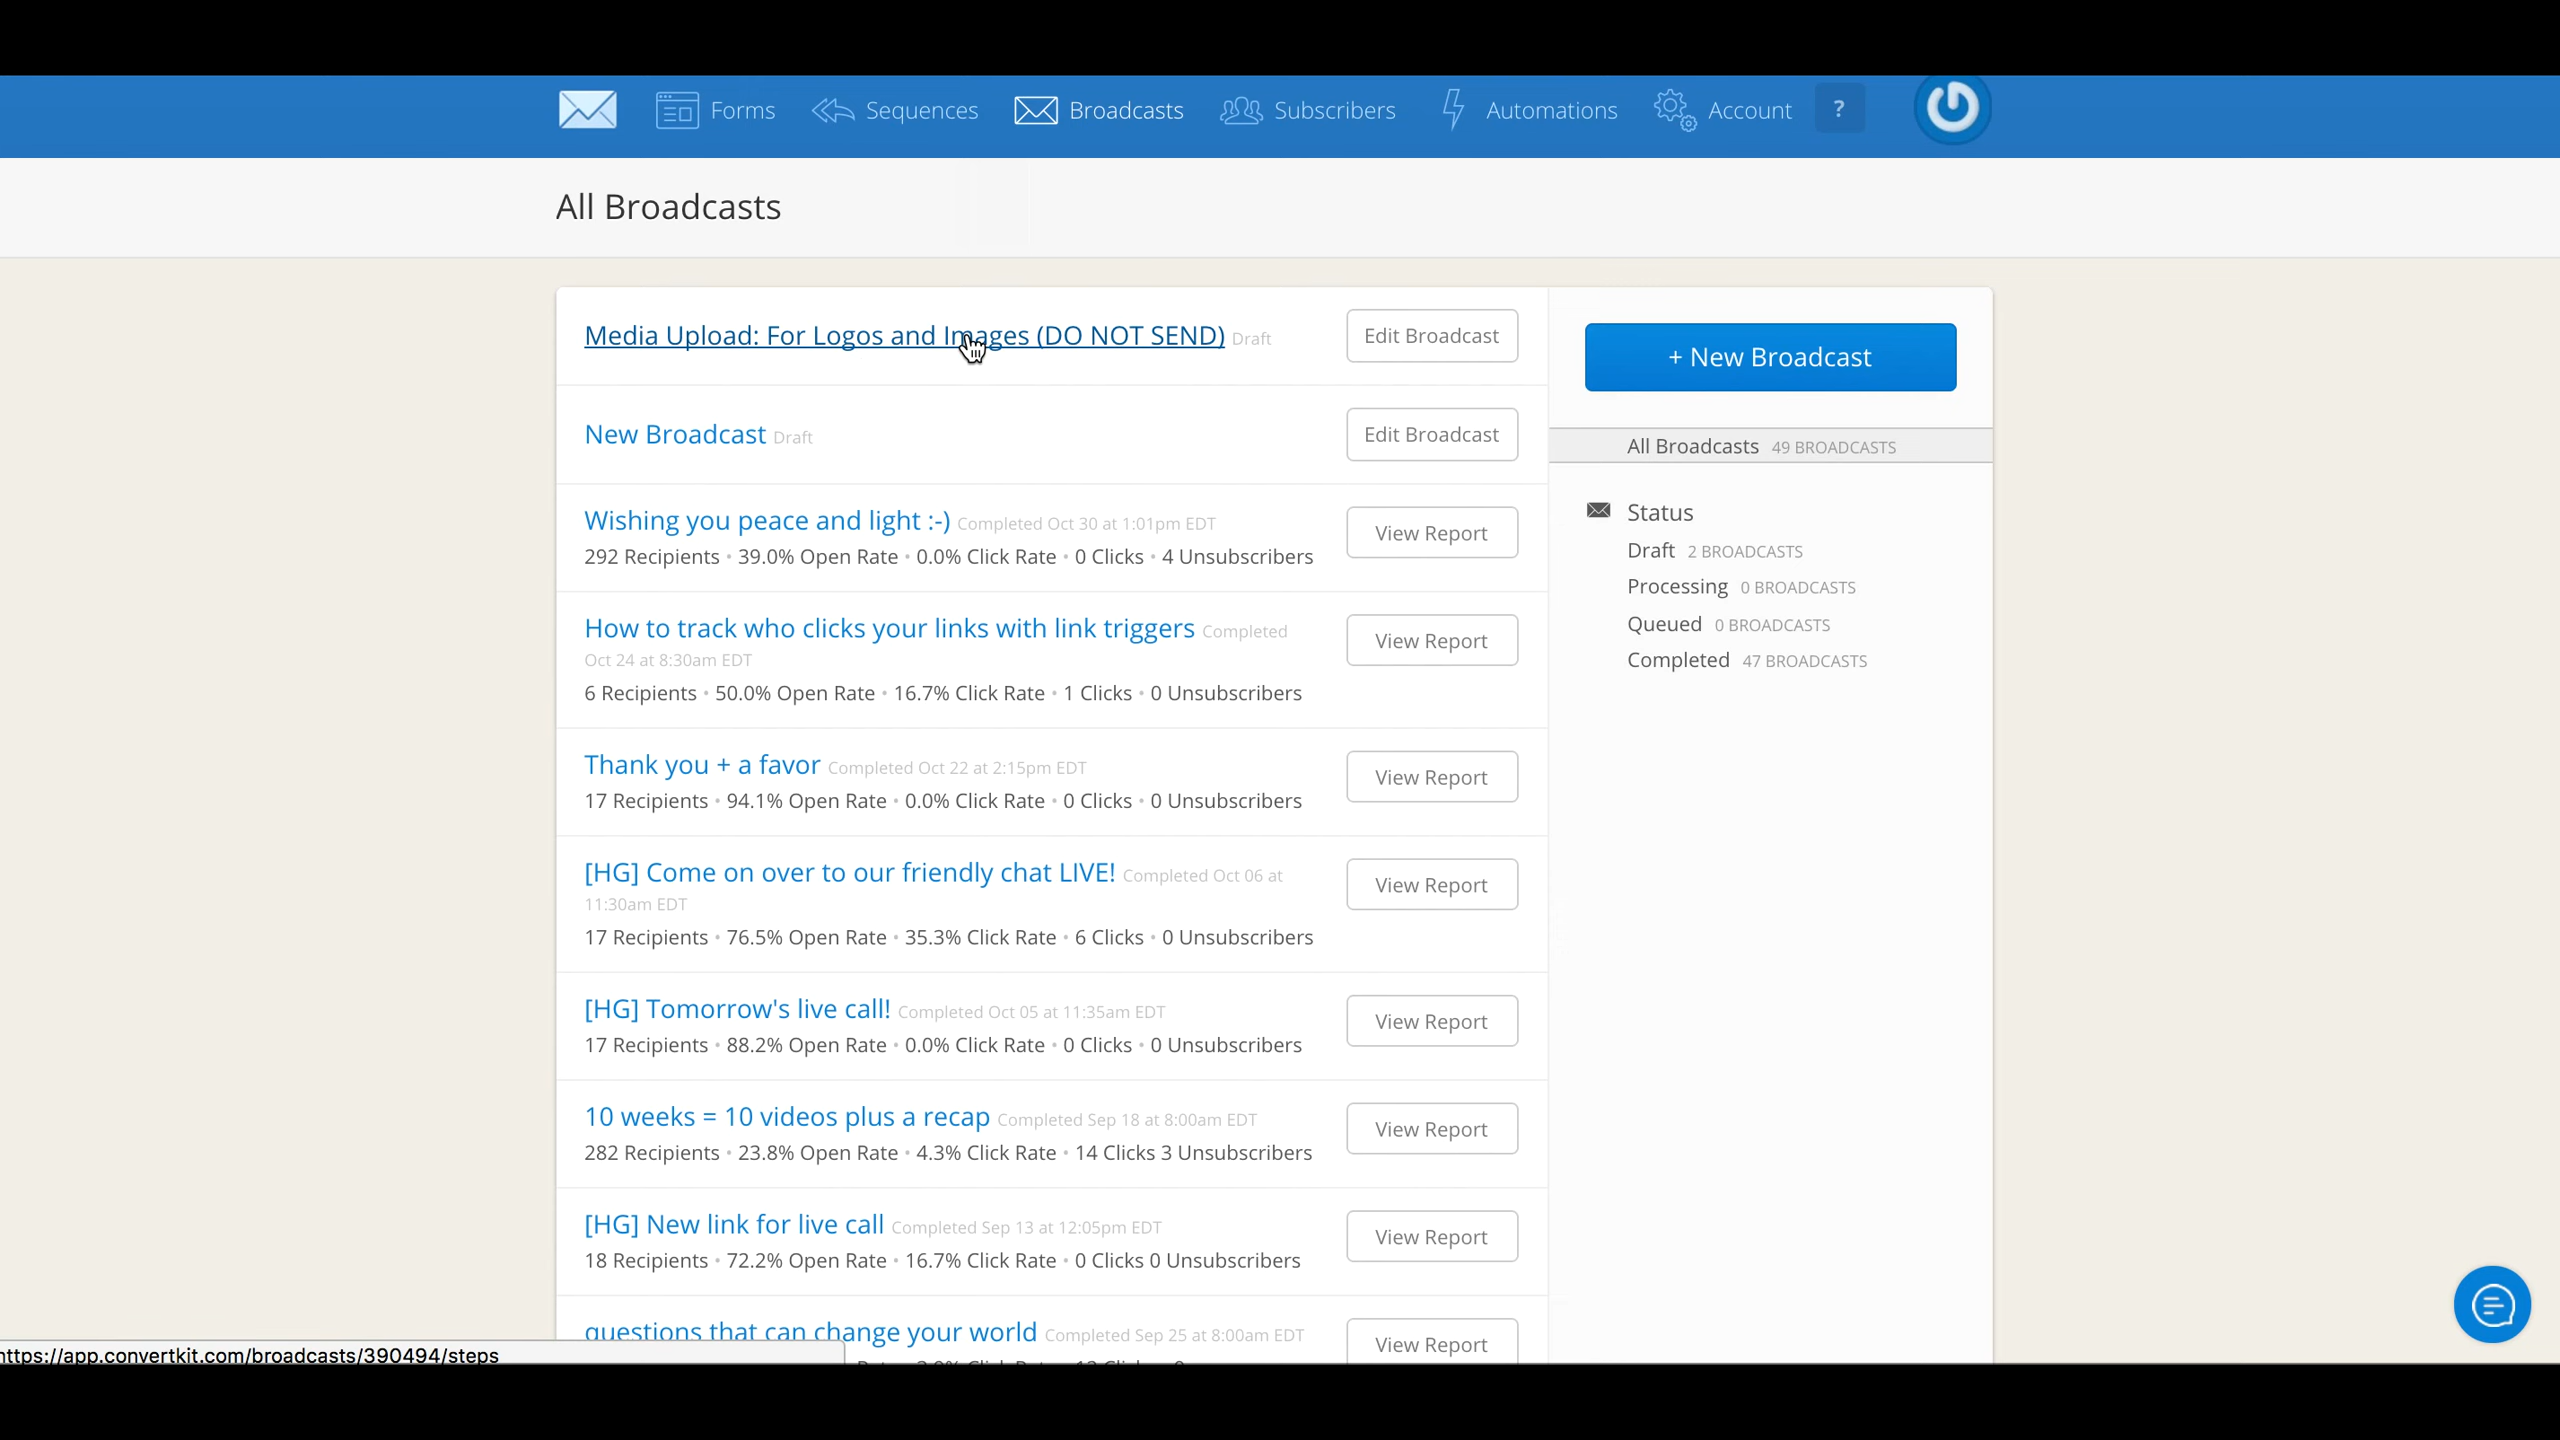 Forms
Sequences
Broadcasts
Subscribers
Automations
Account
?
All Broadcasts
Media Upload: For Logos and Images (DO NOT SEND) Draft
Edit Broadcast
New Broadcast Draft
Edit Broadcast
Wishing you peace and light :-) Completed Oct 30 at 1:01pm EDT
292 Recipients • 39.0% Open Rate • 0.0% Click Rate • 0 Clicks • 4 Unsubscribers
View Report
How to track who clicks your links with link triggers Completed
Oct 24 at 8:30am EDT
6 Recipients • 50.0% Open Rate • 16.7% Click Rate • 1 Clicks • 0 Unsubscribers
View Report
Thank you + a favor Completed Oct 22 at 2:15pm EDT
17 Recipients • 94.1% Open Rate • 0.0% Click Rate • 0 Clicks • 0 Unsubscribers
View Report
[HG] Come on over to our friendly chat LIVE! Completed Oct 06 at
11:30am EDT
17 Recipients • 76.5% Open Rate • 35.3% Click Rate • 6 Clicks • 0 Unsubscribers
View Report
[HG] Tomorrow's live call! Completed Oct 05 at 11:35am EDT
17 Recipients • 88.2% Open Rate • 0.0% Click Rate • 0 Clicks • 0 Unsubscribers
View Report
10 weeks = 10 videos plus a recap Completed Sep 18 at 8:00am EDT
282 Recipients • 23.8% Open Rate • 4.3% Click Rate • 14 Clicks 3 Unsubscribers
View Report
[HG] New link for live call Completed Sep 13 at 12:05pm EDT
18 Recipients • 72.2% Open Rate • 16.7% Click Rate • 0 Clicks 0 Unsubscribers
View Report
questions that can change your world Completed Sep 25 at 8:00am EDT
View Report
+ New Broadcast
All Broadcasts 49 BROADCASTS
Status
Draft 2 BROADCASTS
Processing 0 BROADCASTS
Queued 0 BROADCASTS
Completed 47 BROADCASTS
https://app.convertkit.com/broadcasts/390494/steps